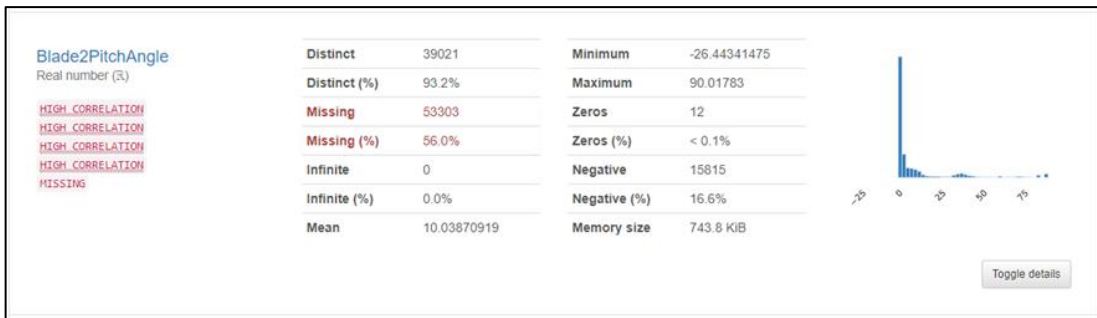 Blade2PitchAngle
Real number (ℝ)
HIGH CORRELATION
HIGH CORRELATION
HIGH CORRELATION
HIGH CORRELATION
MISSING
Distinct 39021
Distinct (%) 93.2%
Missing 53303
Missing (%) 56.0%
Infinite 0
Infinite (%) 0.0%
Mean 10.03870919
Minimum -26.44341475
Maximum 90.01783
Zeros 12
Zeros (%) < 0.1%
Negative 15815
Negative (%) 16.6%
Memory size 743.8 KiB
-25 0 25 50 75
Toggle details